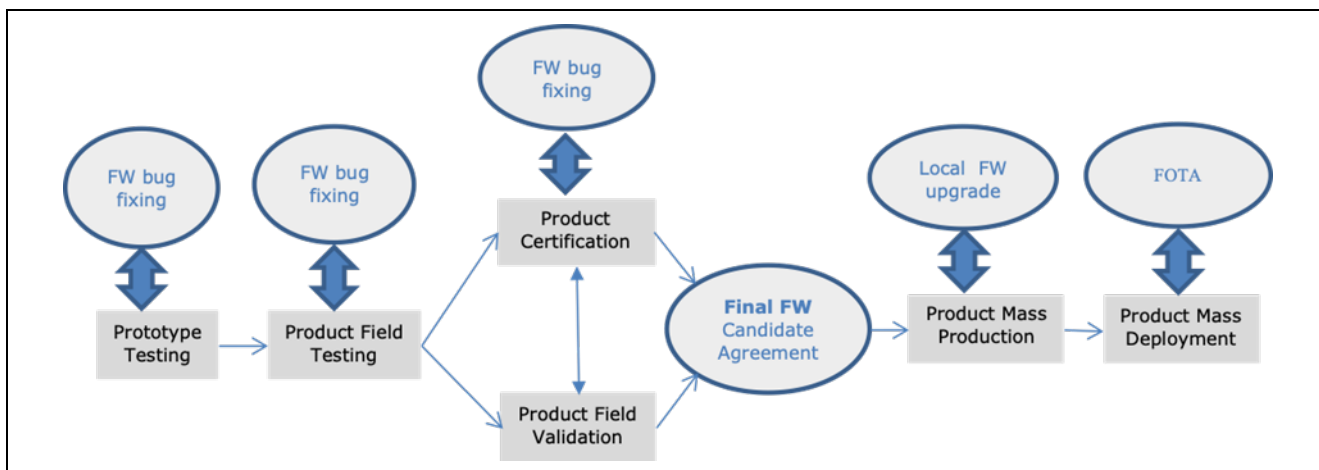 FW bug
fixing
FW bug
fixing
FW bug
fixing
Local FW
upgrade
FOTA
Product
Certification
Prototype
Testing
Product Field
Testing
Final FW
Candidate
Agreement
Product Mass
Production
Product Mass
Deployment
Product Field
Validation